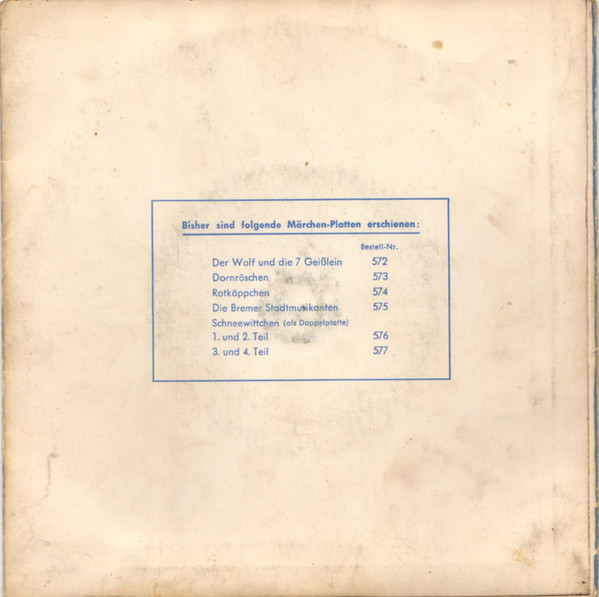 Bisher sind folgende Märchen-Platten erschienen:
Bestell-Nr.
Der Wolf und die 7 Geißlein 572
Dornröschen 573
Rotkäppchen 574
Die Bremer Stadtmusikanten 575
Schneewittchen (als Doppelplatte)
1. und 2. Teil 576
3. und 4. Teil 577